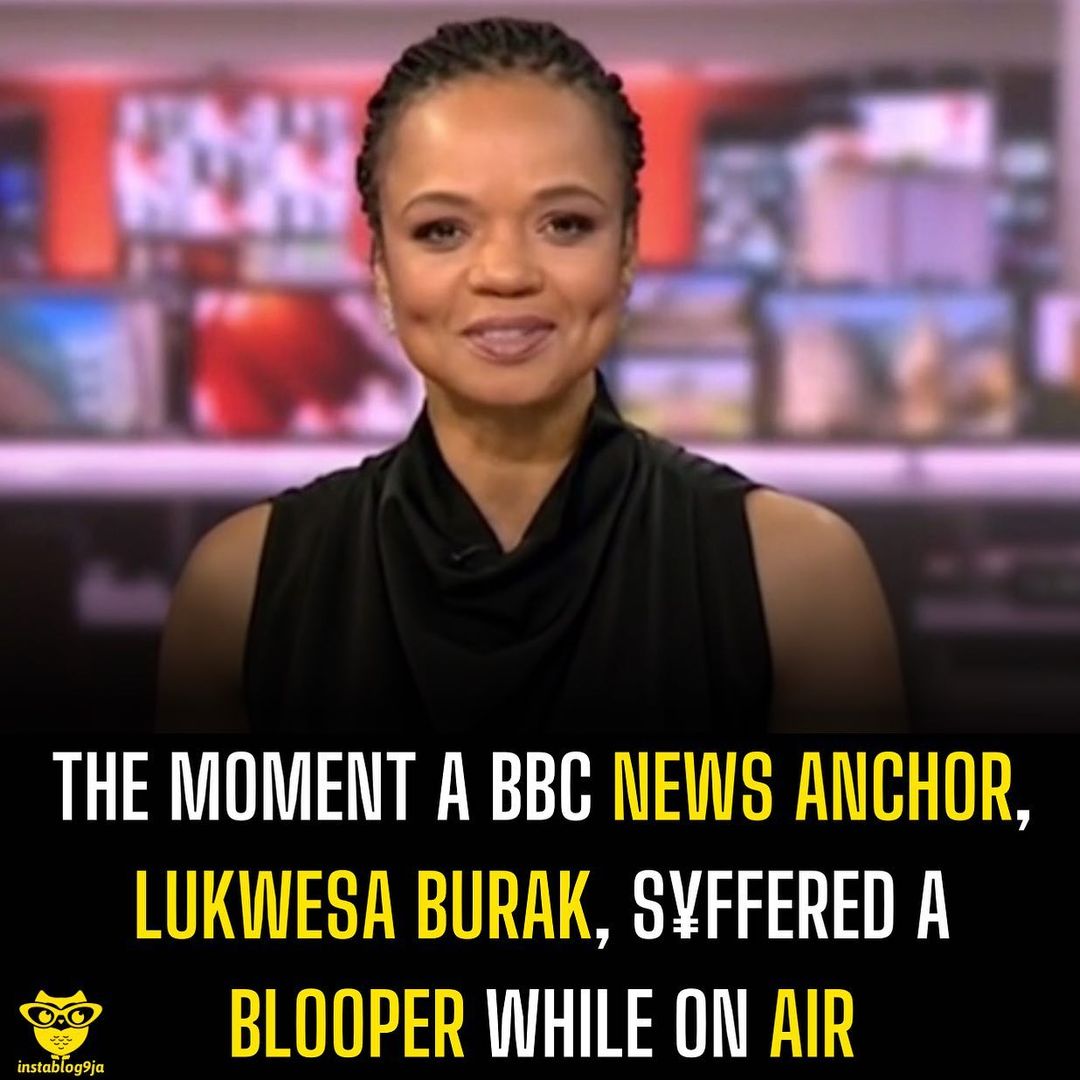 THE MOMENT A BBC NEWS ANCHOR,
LUKWESA BURAK, S¥FFERED A
BLOOPER WHILE ON AIR
instablog9ja